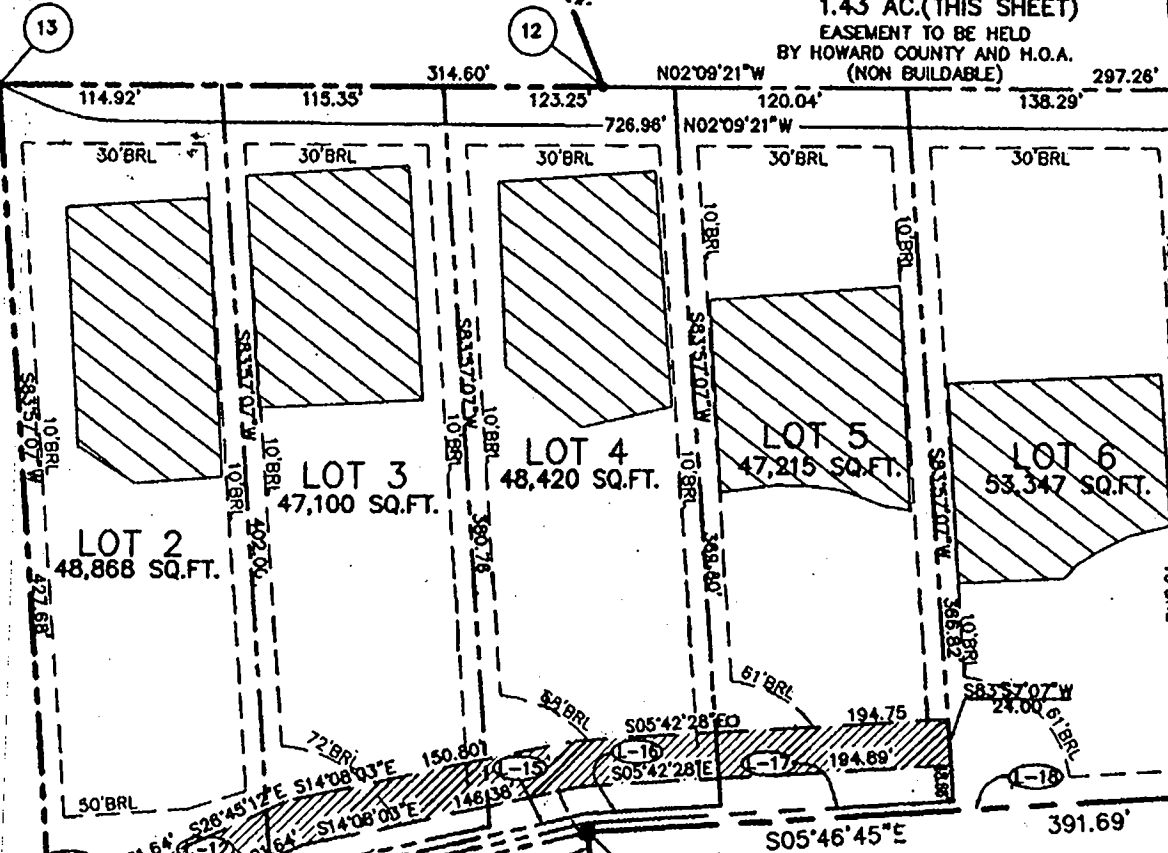 1.43 AC.(THIS SHEET)
EASEMENT TO BE HELD
BY HOWARD COUNTY AND H.O.A.
(NON BUILDABLE)
13
12
314.60'
N02°09'21"W
297.26'
114.92'
115.35'
123.25'
120.04'
138.29'
726.96' N02°09'21"W
30'BRL
30'BRL
30'BRL
30'BRL
30'BRL
10'BRL
10'BRL
S83°57'07"W
S83°57'07"W
S83°57'07"W
S83°57'07"W
S83°57'07"W
10'BRL
10'BRL
10'BRL
10'BRL
10'BRL
10'BRL
10'BRL
LOT 2
48,868 SQ.FT.
LOT 3
47,100 SQ.FT.
LOT 4
48,420 SQ.FT.
LOT 5
47,215 SQ.FT.
LOT 6
53,347 SQ.FT.
427.68'
402.00'
380.78
369.80'
366.82
S83°57'07"W
24.00'
50'BRL
72'BRL
68'BRL
61'BRL
61'BRL
S05°42'28"E
194.75
S05°42'28"E
194.69'
S26°45'12"E
S14°08'03"E
150.60'
S14°08'03"E
146.38'
L-15
L-16
L-17
L-18
S05°46'45"E
391.69'